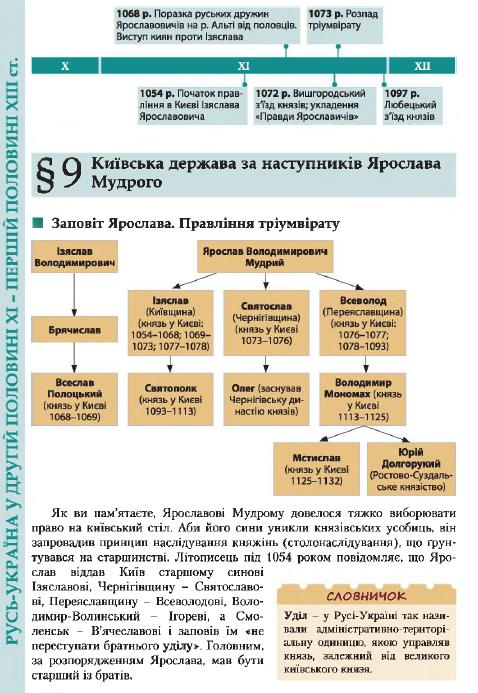 1068 р. Поразка руських дружин
Ярославовичів на р. Альті від половців.
Виступ киян проти Ізяслава
1073 р. Розпад
тріумвірату
X
XI
XII
1054 р. Початок прав-
ління в Києві Ізяслава
Ярославовича
1072 р. Вишгородський
з’їзд князів; укладення
«Правди Ярославичів»
1097 р.
Любецький
з’їзд князів
РУСЬ-УКРАЇНА У ДРУГІЙ ПОЛОВИНІ XI – ПЕРШІЙ ПОЛОВИНІ XIII ст.
§ 9 Київська держава за наступників Ярослава
Мудрого
Заповіт Ярослава. Правління тріумвірату
Ізяслав
Володимирович
Ярослав Володимирович
Мудрий
Брячислав
Ізяслав
(Київщина)
(князь у Києві:
1054–1068; 1069–
1073; 1077–1078)
Святослав
(Чернігівщина)
(князь у Києві
1073–1076)
Всеволод
(Переяславщина)
(князь у Києві:
1076–1077;
1078–1093)
Всеслав
Полоцький
(князь у Києві
1068–1069)
Святополк
(князь у Києві
1093–1113)
Олег (заснував
Чернігівську ди-
настію князів)
Володимир
Мономах (князь
у Києві
1113–1125)
Мстислав
(князь у Києві
1125–1132)
Юрій
Долгорукий
(Ростово-Суздаль-
ське князівство)
Як ви пам’ятаєте, Ярославові Мудрому довелося тяжко виборювати
право на київський стіл. Аби його сини уникли князівських усобиць, він
запровадив принцип наслідування княжінь (столонаслідування), що ґрун-
тувався на старшинстві. Літописець під 1054 роком повідомляє, що Яро-
слав віддав Київ старшому синові
Ізяславові, Чернігівщину – Святославо-
ві, Переяславщину – Всеволодові, Воло-
димир-Волинський – Ігореві, а Смо-
ленськ – В’ячеславові і заповів їм «не
переступати братнього уділу». Головним,
за розпорядженням Ярослава, мав бути
старший із братів.
СЛОВНИЧОК
Уділ – у Русі-Україні так нази-
вали адміністративно-територі-
альну одиницю, якою управляв
князь, залежний від великого
київського князя.